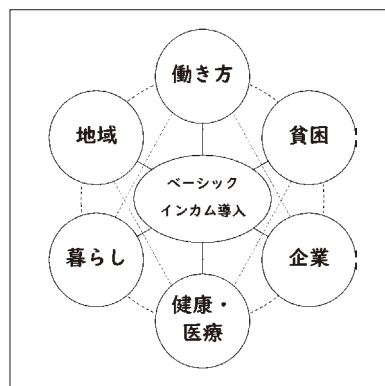 働き方
地域
貧困
ベーシック
インカム導入
暮らし
企業
健康・
医療